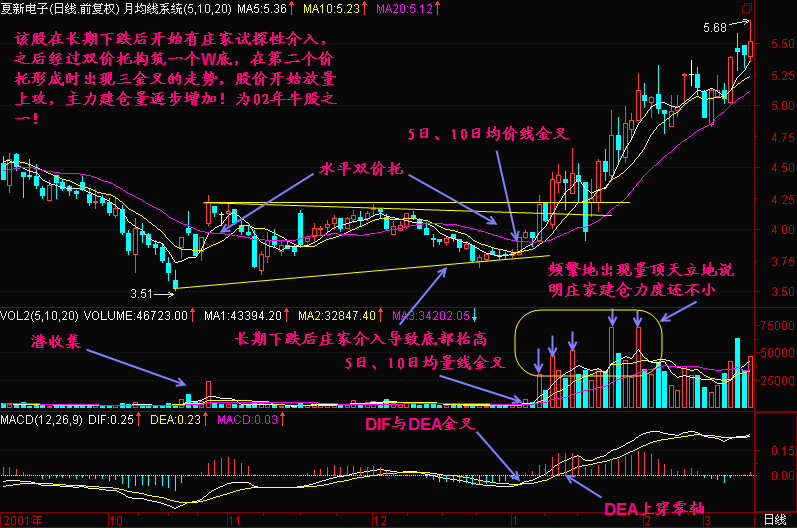 夏新电子(日线.前复权) 月均线系统(5,10,20) MA5:5.36↑ MA10:5.23↑ MA20:5.12↑
该股在长期下跌后开始有庄家试探性介入，
之后经过双价托构筑一个W底，在第二个价
托形成时出现三金叉的走势，股价开始放量
上攻，主力建仓量逐步增加！为02年牛股之
一！
5.68
5.50
5.25
5.00
4.75
4.50
4.25
4.00
3.75
3.50
5日、10日均价线金叉
水平双价托
3.51
频繁地出现量顶天立地说
明庄家建仓力度还不小
VOL2(5,10,20) VOLUME:46723.00↑ MA1:43394.20↑ MA2:32847.40↑ MA3:34202.05↓
潜收集
长期下跌后庄家介入导致底部抬高
5日、10日均量线金叉
75000
50000
25000
MACD(12,26,9) DIF:0.25↑ DEA:0.23↑ MACD:0.03↑
DIF与DEA金叉
DEA上穿零轴
0.15
0.00
2001年 10 11 12 1 2 3 日线